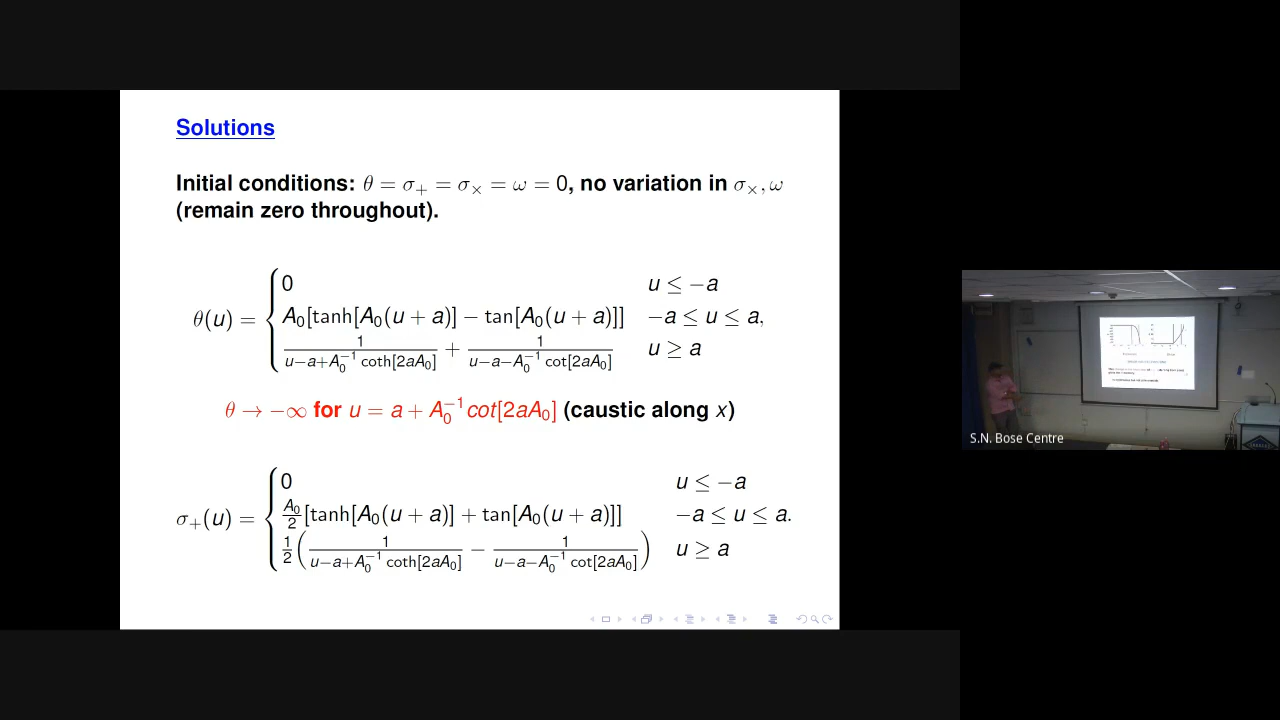 Solutions
Initial conditions: θ = σ₊ = σ× = ω = 0, no variation in σ×, ω
(remain zero throughout).
θ(u) = { 0 u ≤ −a
A₀[tanh[A₀(u + a)] − tan[A₀(u + a)]] −a ≤ u ≤ a,
1/(u−a+A₀⁻¹ coth[2aA₀]) + 1/(u−a−A₀⁻¹ cot[2aA₀]) u ≥ a
θ → −∞ for u = a + A₀⁻¹cot[2aA₀] (caustic along x)
σ₊(u) = { 0 u ≤ −a
A₀/2 [tanh[A₀(u + a)] + tan[A₀(u + a)]] −a ≤ u ≤ a.
1/2 ( 1/(u−a+A₀⁻¹ coth[2aA₀]) − 1/(u−a−A₀⁻¹ cot[2aA₀]) ) u ≥ a
S.N. Bose Centre